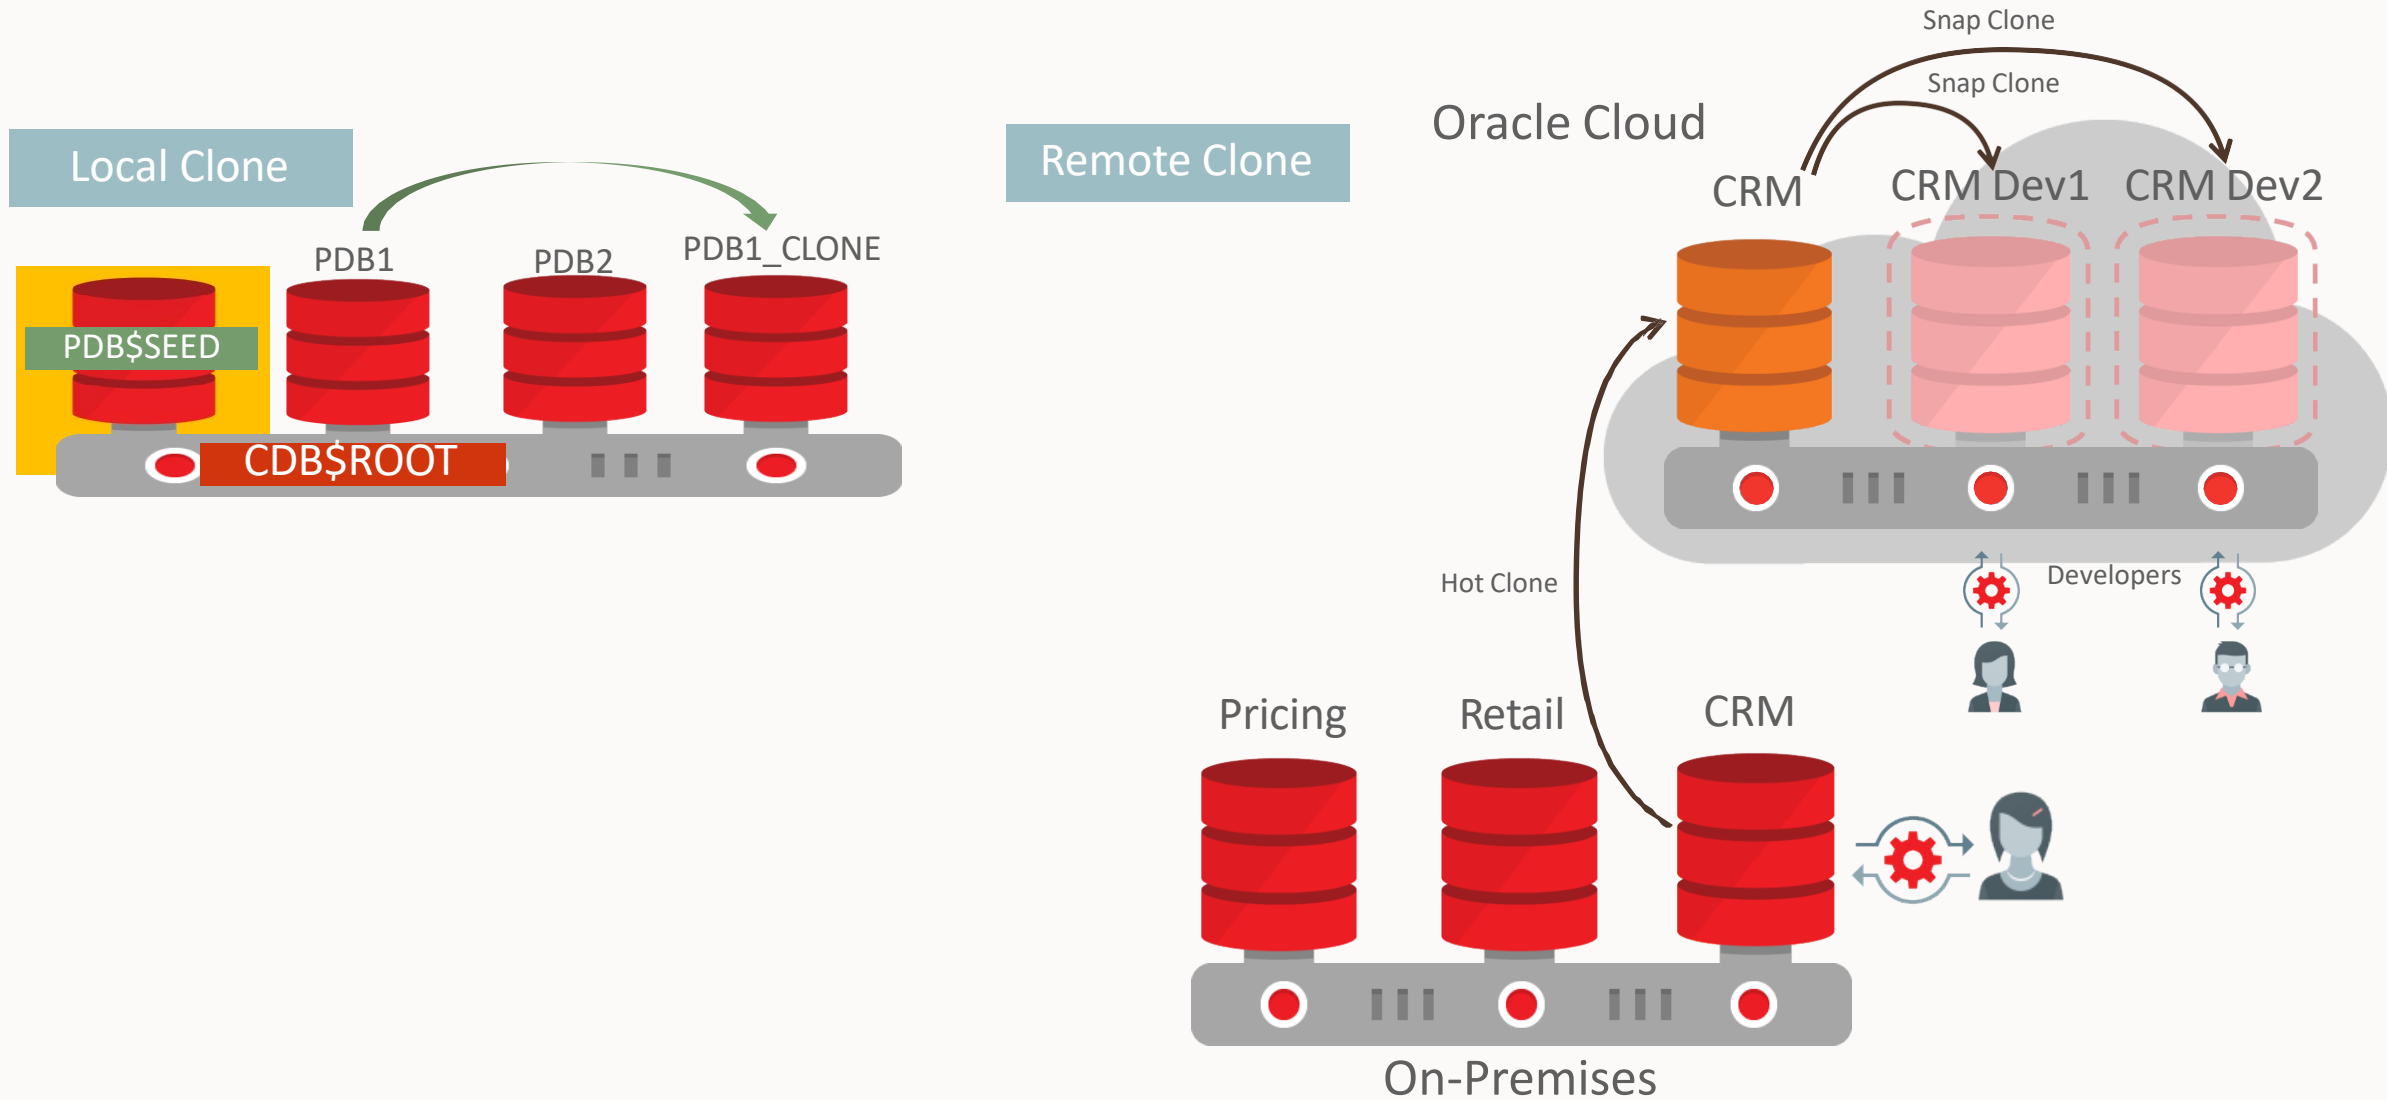 Local Clone
PDB1
PDB2
PDB1_CLONE
PDB$SEED
CDB$ROOT
Remote Clone
Snap Clone
Snap Clone
Oracle Cloud
CRM
CRM Dev1
CRM Dev2
Hot Clone
Developers
Pricing
Retail
CRM
On-Premises